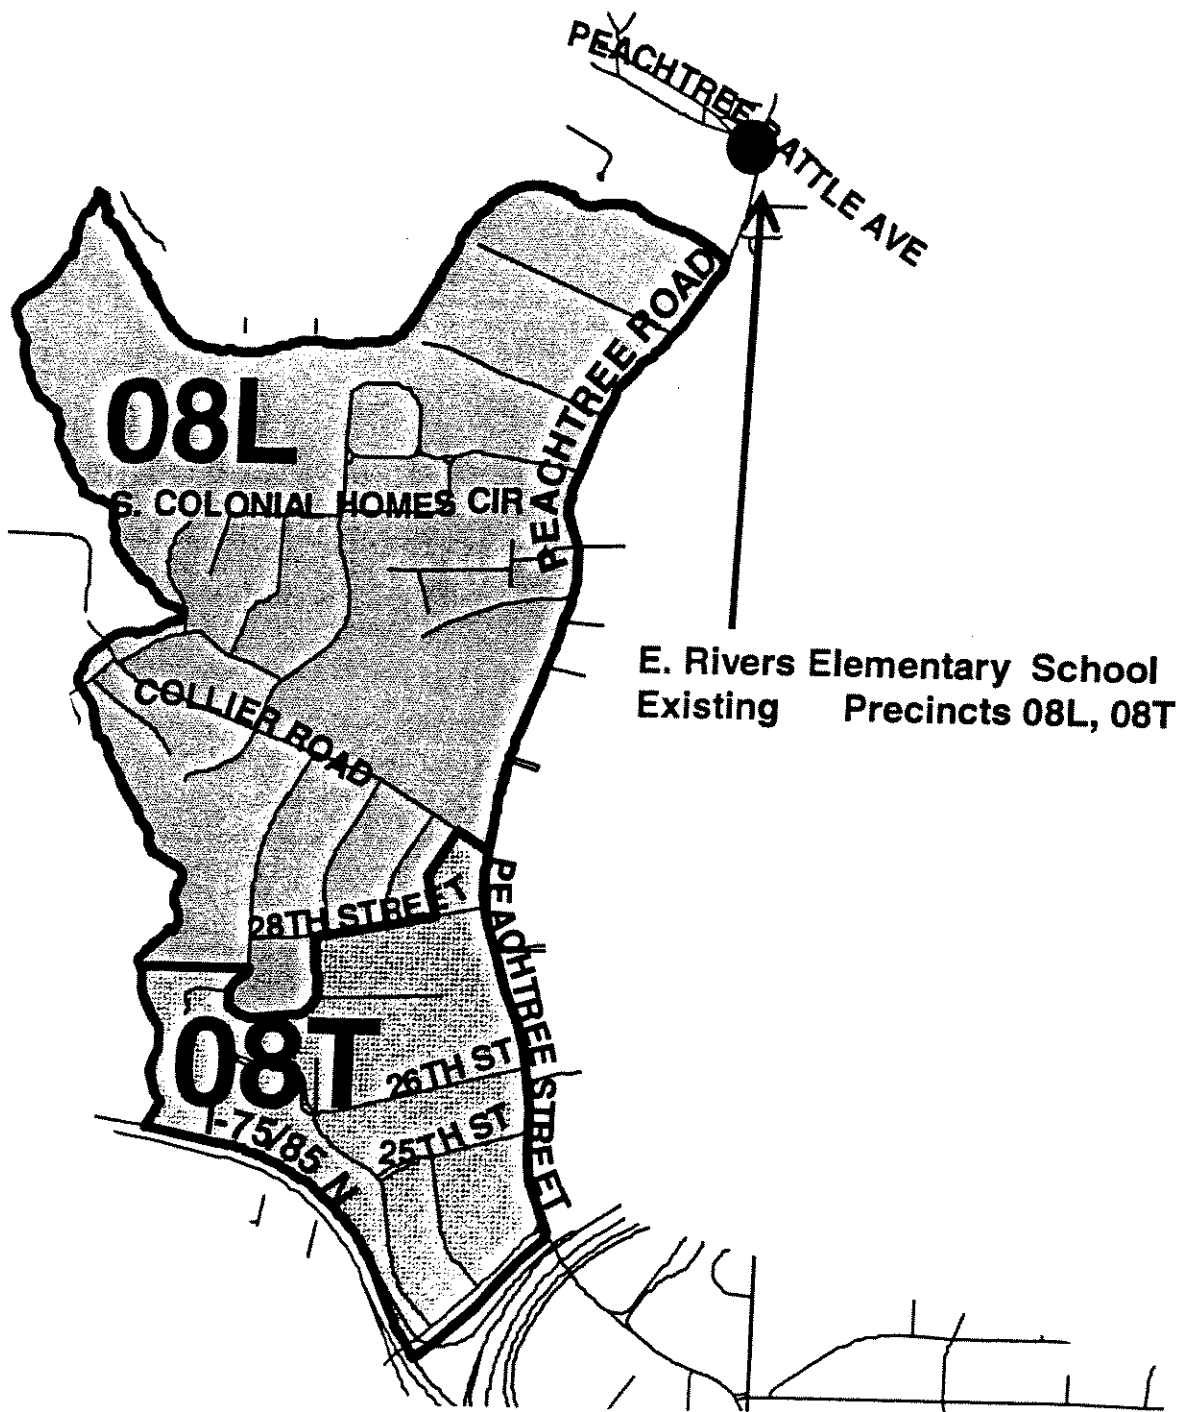 PEACHTREE BATTLE AVE
PEACHTREE ROAD
08L
S. COLONIAL HOMES CIR
E. Rivers Elementary School
Existing Precincts 08L, 08T
COLLIER ROAD
28TH STREET
PEACHTREE STREET
08T
26TH ST
25TH ST
I-75/85 N